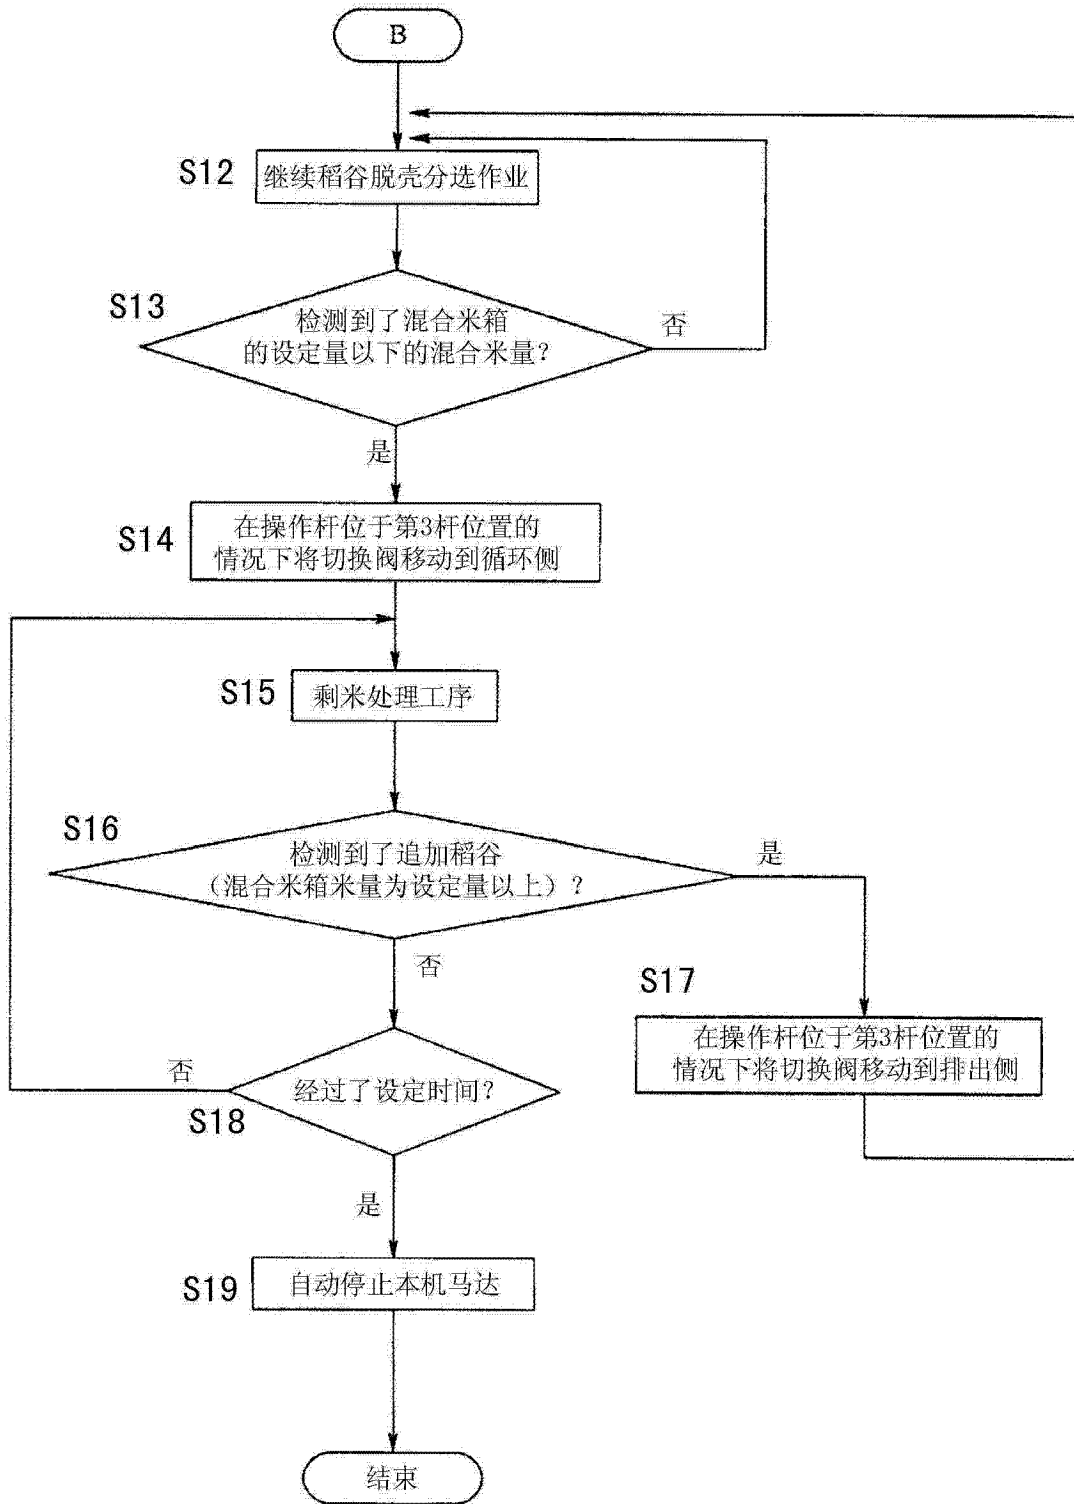 B
S12
继续稻谷脱壳分选作业
S13
检测到了混合米箱
的设定量以下的混合米量?
否
是
S14
在操作杆位于第3杆位置的
情况下将切换阀移动到循环侧
S15
剩米处理工序
S16
检测到了追加稻谷
（混合米箱米量为设定量以上）?
是
否
S17
在操作杆位于第3杆位置的
情况下将切换阀移动到排出侧
否
S18
经过了设定时间?
是
S19
自动停止本机马达
结束